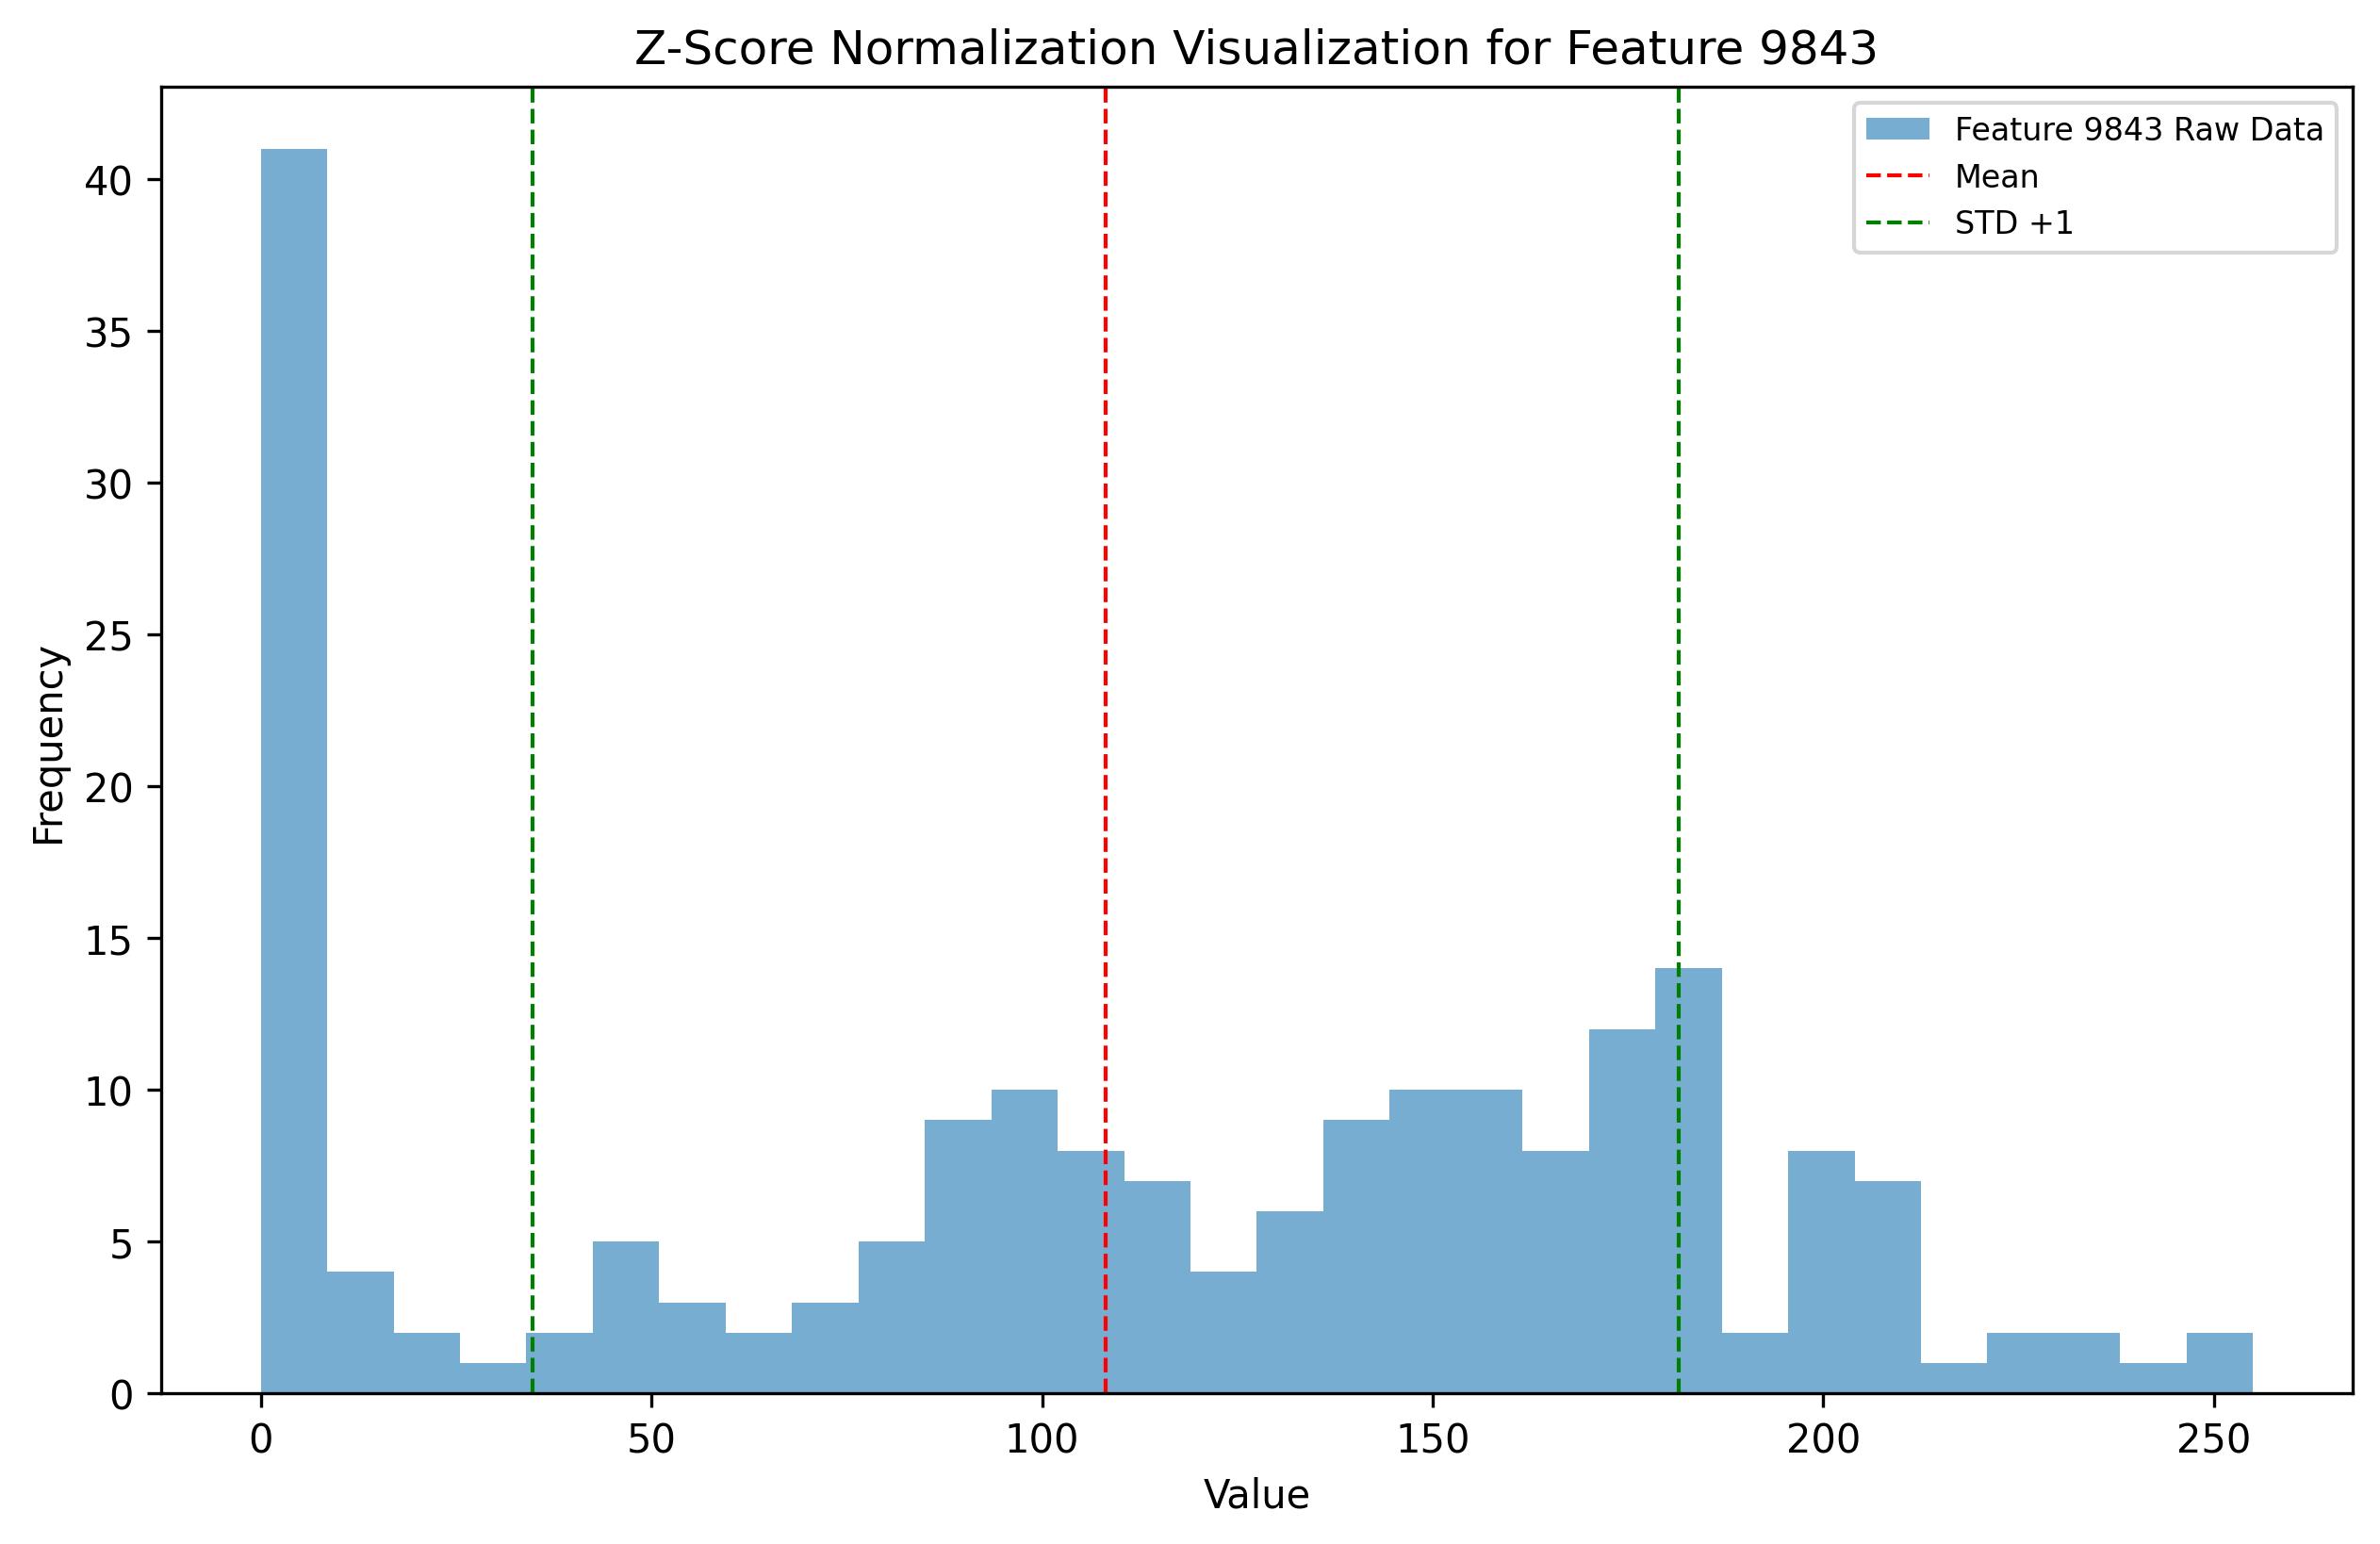 Z-Score Normalization Visualization for Feature 9843
Feature 9843 Raw Data
Mean
STD +1
Frequency
40
35
30
25
20
15
10
5
0
0 50 100 150 200 250
Value